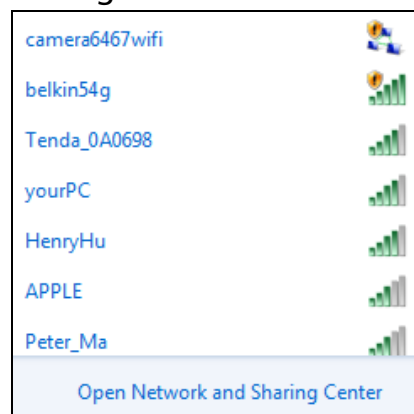 camera6467wifi
belkin54g
Tenda_0A0698
yourPC
HenryHu
APPLE
Peter_Ma
Open Network and Sharing Center